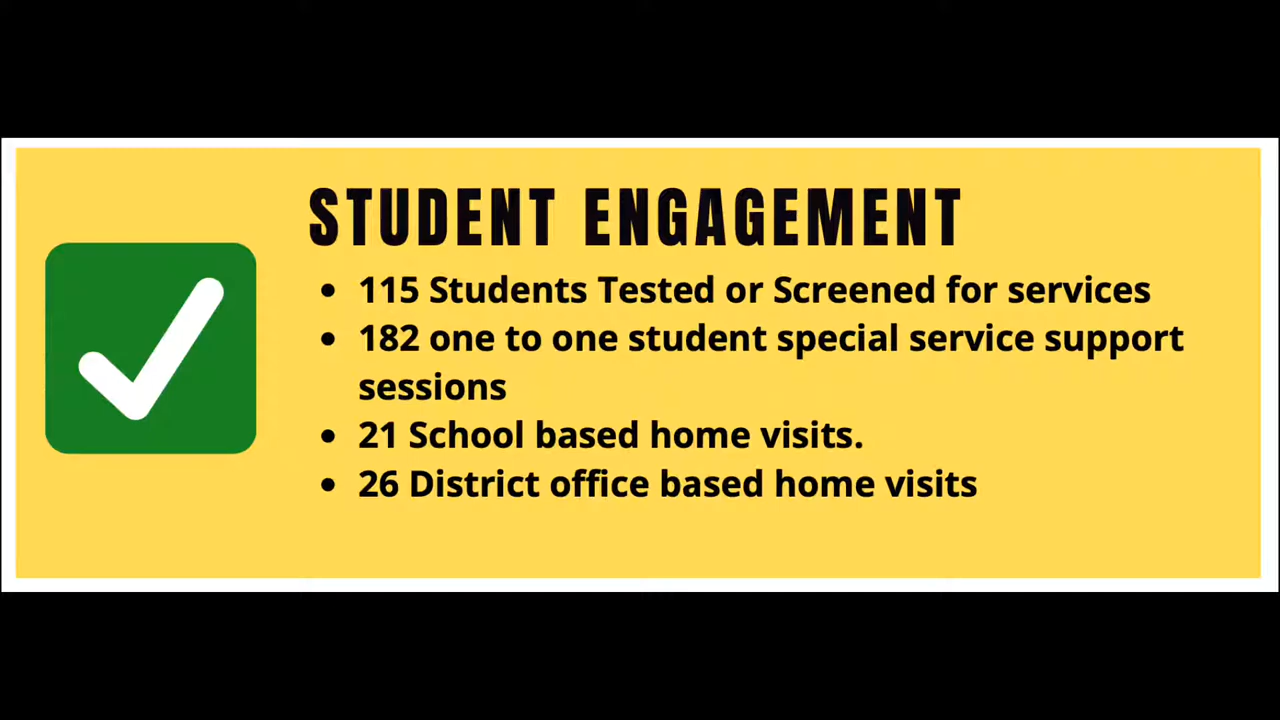 STUDENT ENGAGEMENT
• 115 Students Tested or Screened for services
• 182 one to one student special service support
sessions
• 21 School based home visits.
• 26 District office based home visits